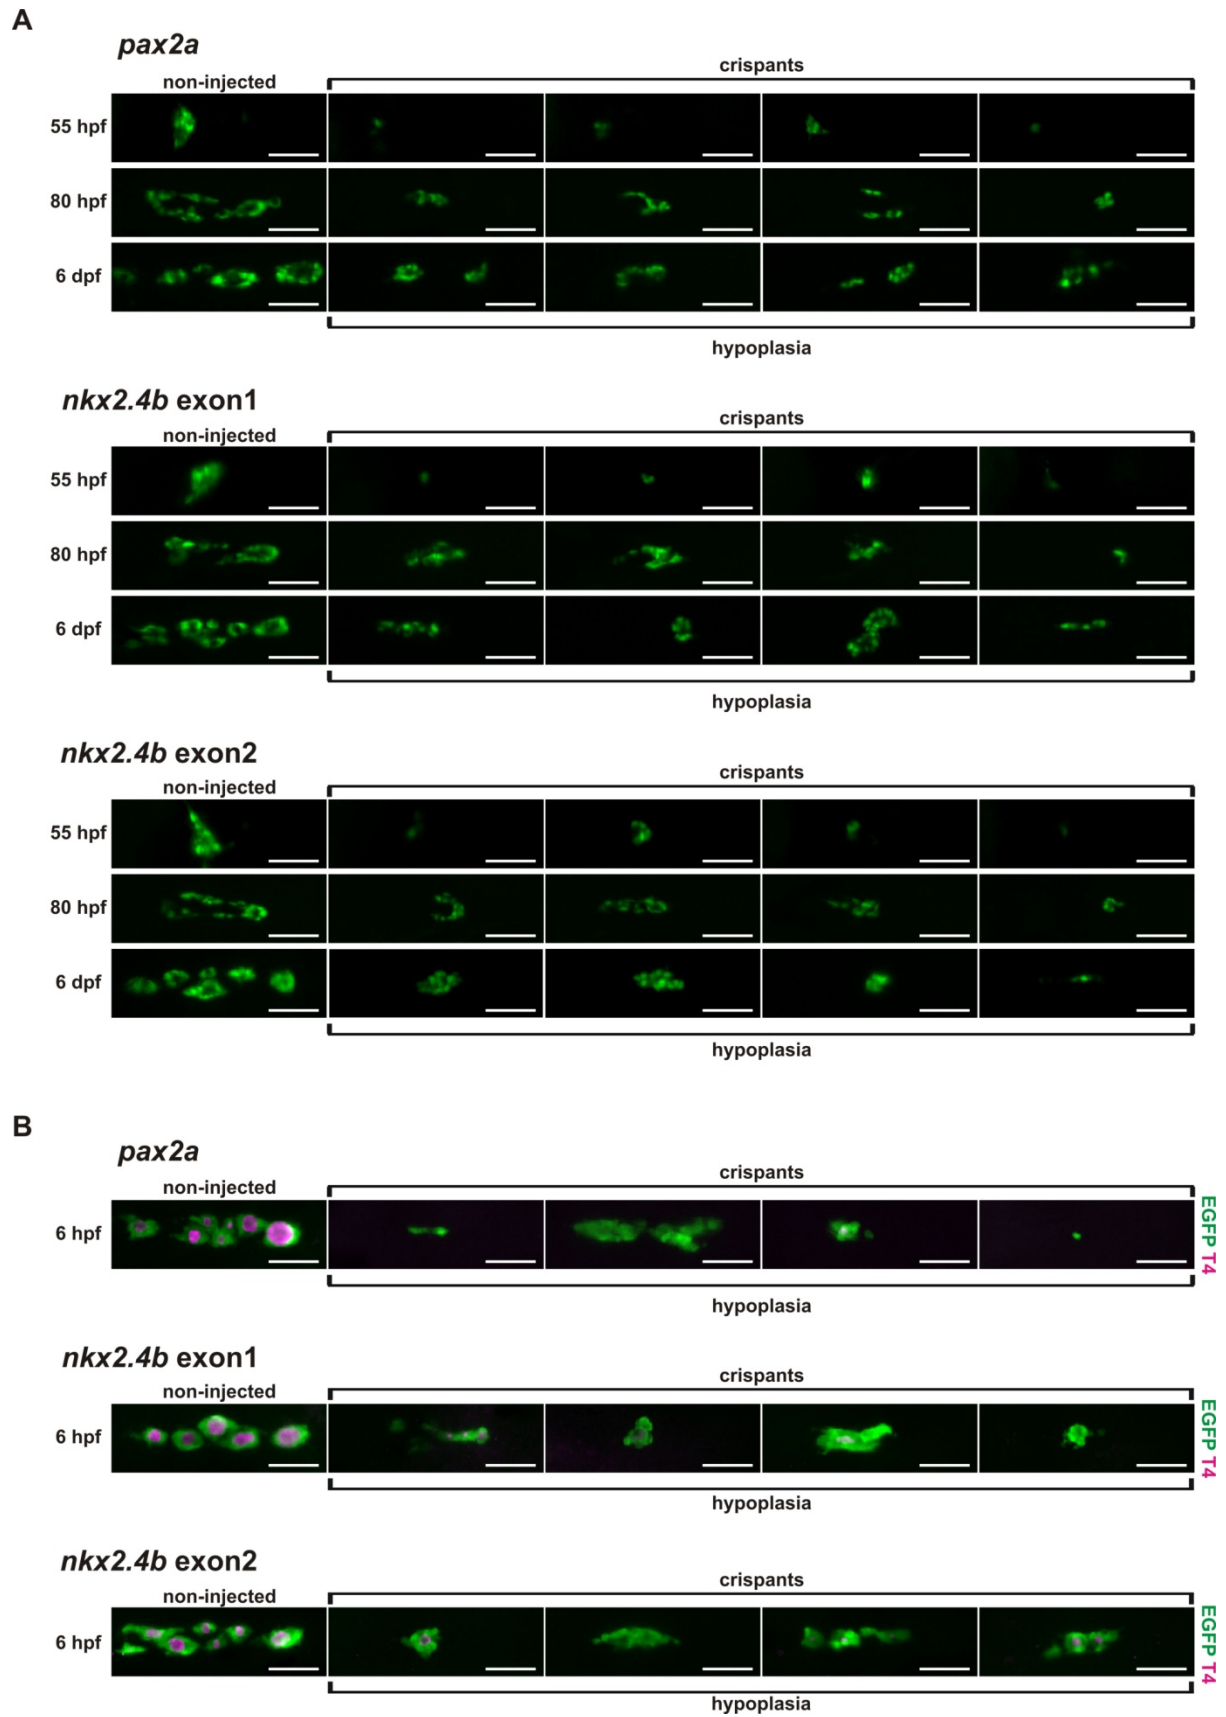 A
pax2a
non-injected
crispants
55 hpf
80 hpf
6 dpf
hypoplasia
nkx2.4b exon1
non-injected
crispants
55 hpf
80 hpf
6 dpf
hypoplasia
nkx2.4b exon2
non-injected
crispants
55 hpf
80 hpf
6 dpf
hypoplasia
B
pax2a
non-injected
crispants
6 hpf
EGFP T4
hypoplasia
nkx2.4b exon1
non-injected
crispants
6 hpf
EGFP T4
hypoplasia
nkx2.4b exon2
non-injected
crispants
6 hpf
EGFP T4
hypoplasia